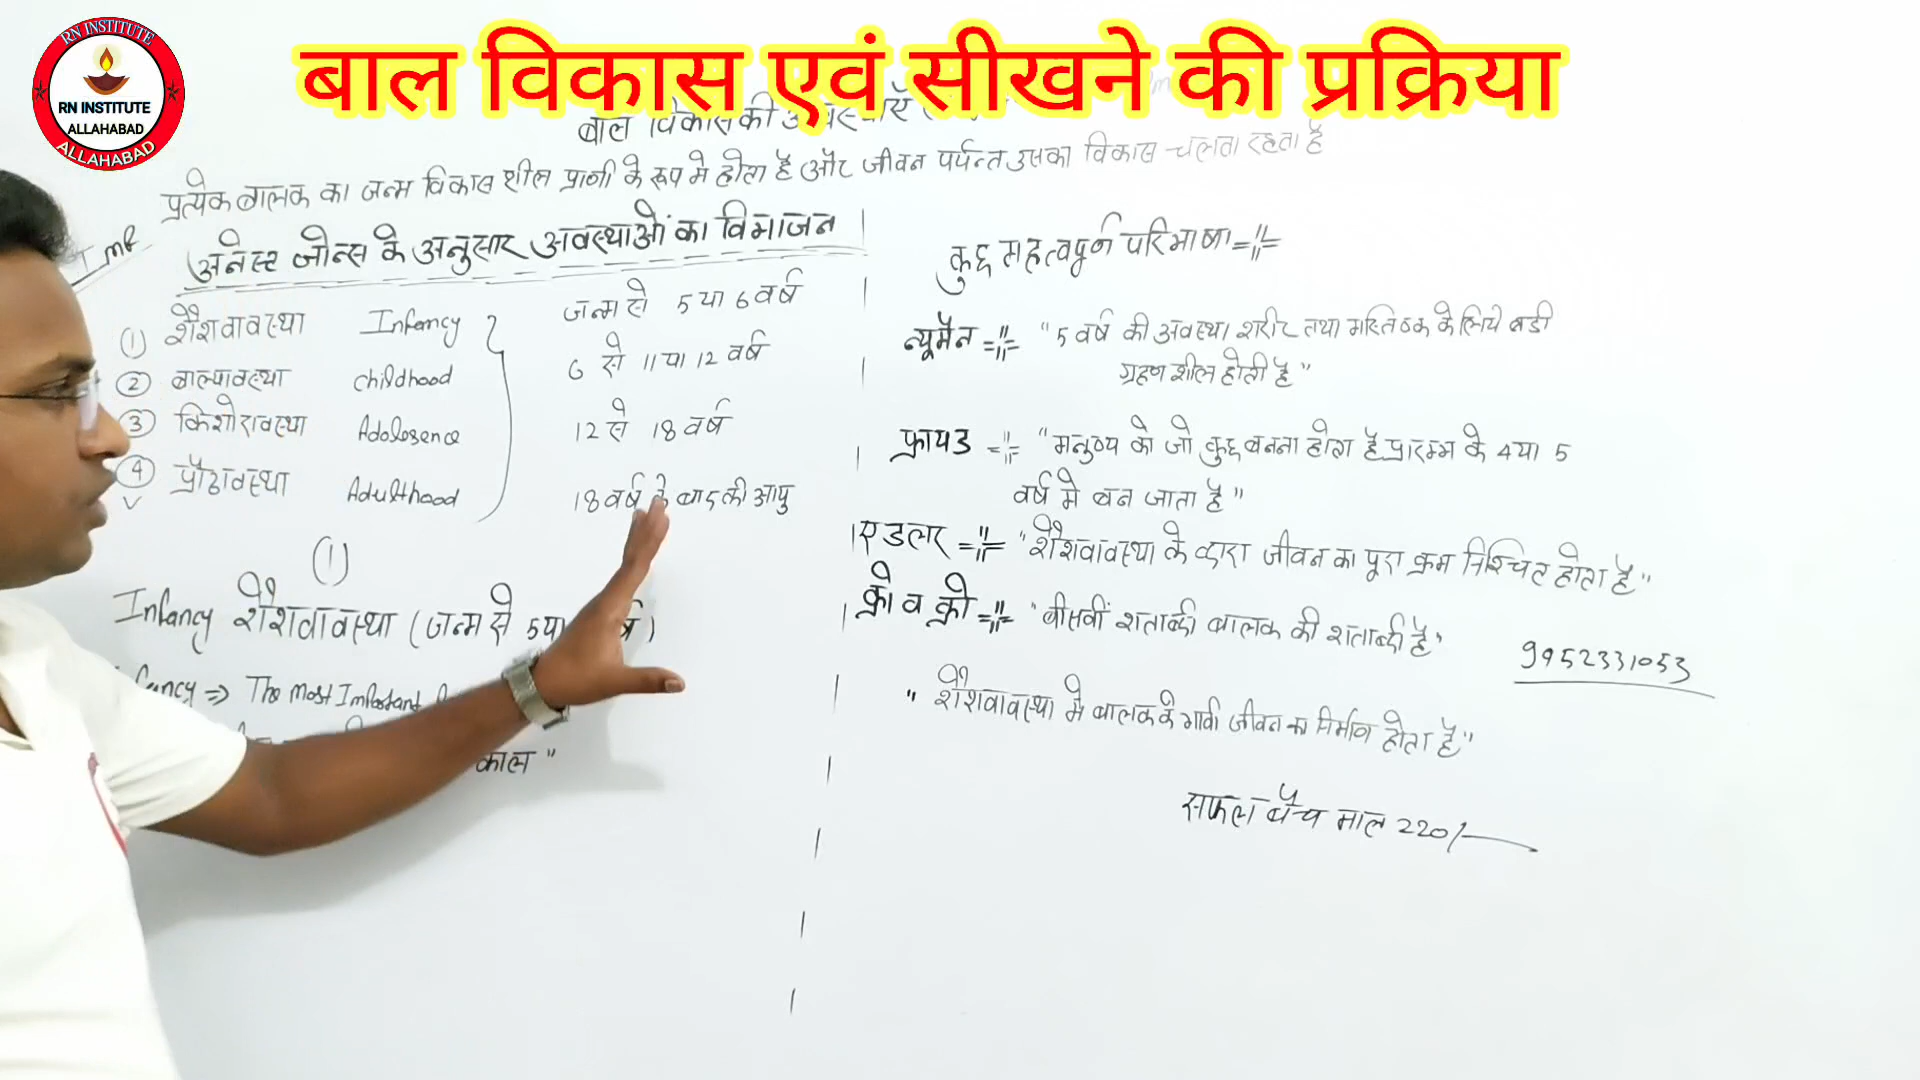 बाल विकास एवं सीखने की प्रक्रिया
RN INSTITUTE
RN INSTITUTE
ALLAHABAD
ALLAHABAD
बाल विकास की
प्रत्येक बालक का जन्म विकास शील प्राणी के रूप मे होता है और जीवन पर्यन्त उसका विकास चलता रहता है
अर्नेस्ट जोन्स के अनुसार अवस्थाओं का विभाजन
① शैशवावस्था Infancy जन्म से 5 या 6 वर्ष
② बाल्यावस्था childhood 6 से 11 या 12 वर्ष
③ किशोरावस्था Adolesence 12 से 18 वर्ष
④ प्रौढावस्था Adulthood 18 वर्ष के बाद की आयु
①
Infancy शैशवावस्था (जन्म से 5 या
⇒ The Most Important
काल"
कुछ महत्वपूर्ण परिभाषा =
न्यूमैन = "5 वर्ष की अवस्था शरीर तथा मस्तिष्क के लिये बडी
ग्रहण शील होती है"
फ्रायड = "मनुष्य को जो कुछ बनना होता है प्रारम्भ के 4 या 5
वर्ष मे बन जाता है"
एडलर = "शैशवावस्था के द्वारा जीवन का पूरा क्रम निश्चित होता है"
क्रो व क्रो = "बीसवीं शताब्दी बालक की शताब्दी है"
9952331053
"शैशवावस्था मे बालक के भावी जीवन का निर्माण होता है"
सफल बैच मात्र 220/-